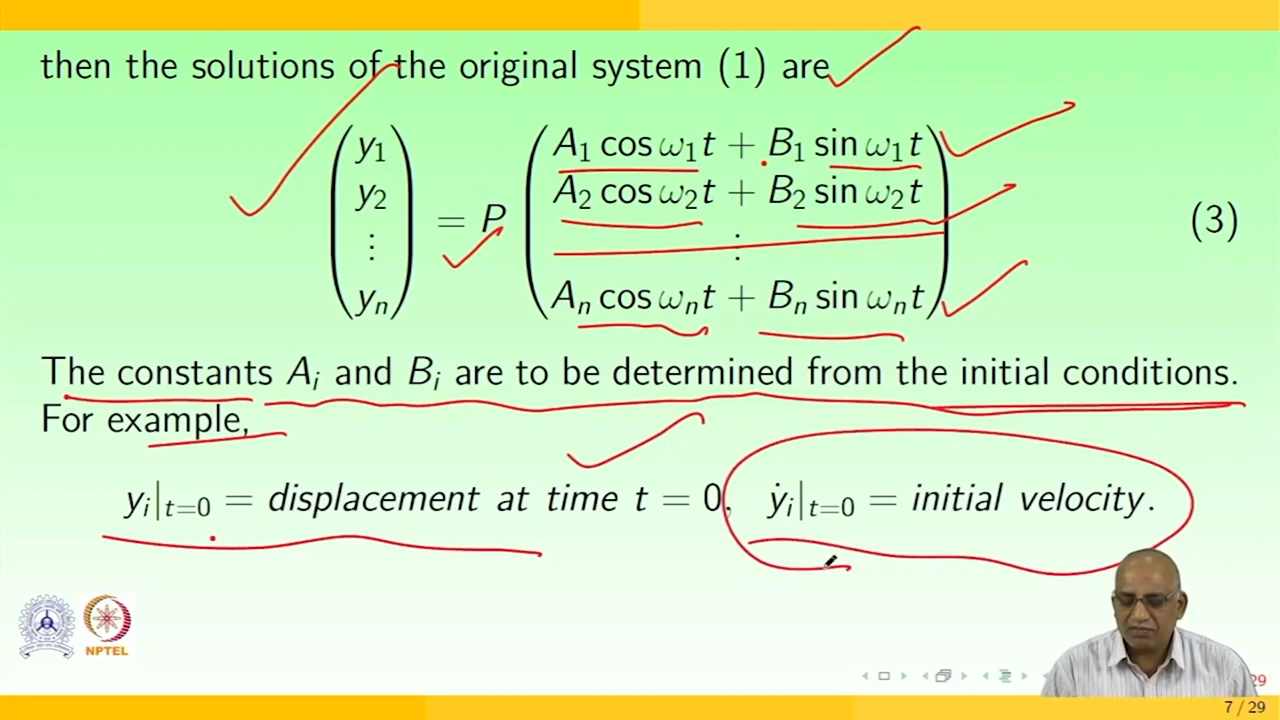 then the solutions of the original system (1) are
y₁
y₂
⋮
yₙ
= P
A₁ cos ω₁t + B₁ sin ω₁t
A₂ cos ω₂t + B₂ sin ω₂t
⋮
Aₙ cos ωₙt + Bₙ sin ωₙt
(3)
The constants Aᵢ and Bᵢ are to be determined from the initial conditions.
For example,
yᵢ|ₜ₌₀ = displacement at time t = 0, ẏᵢ|ₜ₌₀ = initial velocity.
NPTEL
29
7 / 29